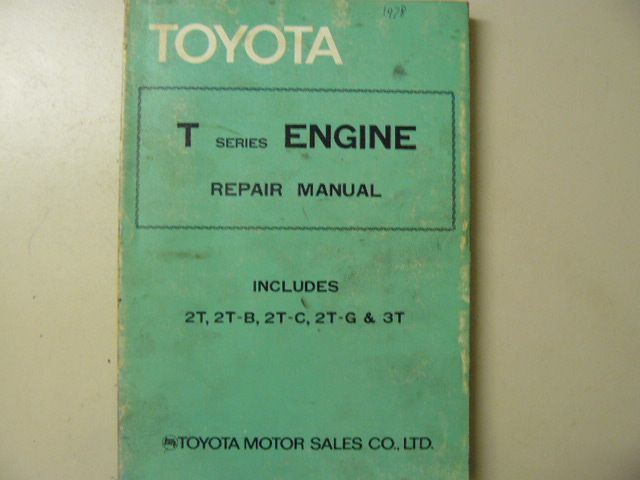 1978
TOYOTA
T SERIES ENGINE
REPAIR MANUAL
INCLUDES
2T, 2T-B, 2T-C, 2T-G & 3T
TOYOTA MOTOR SALES CO., LTD.